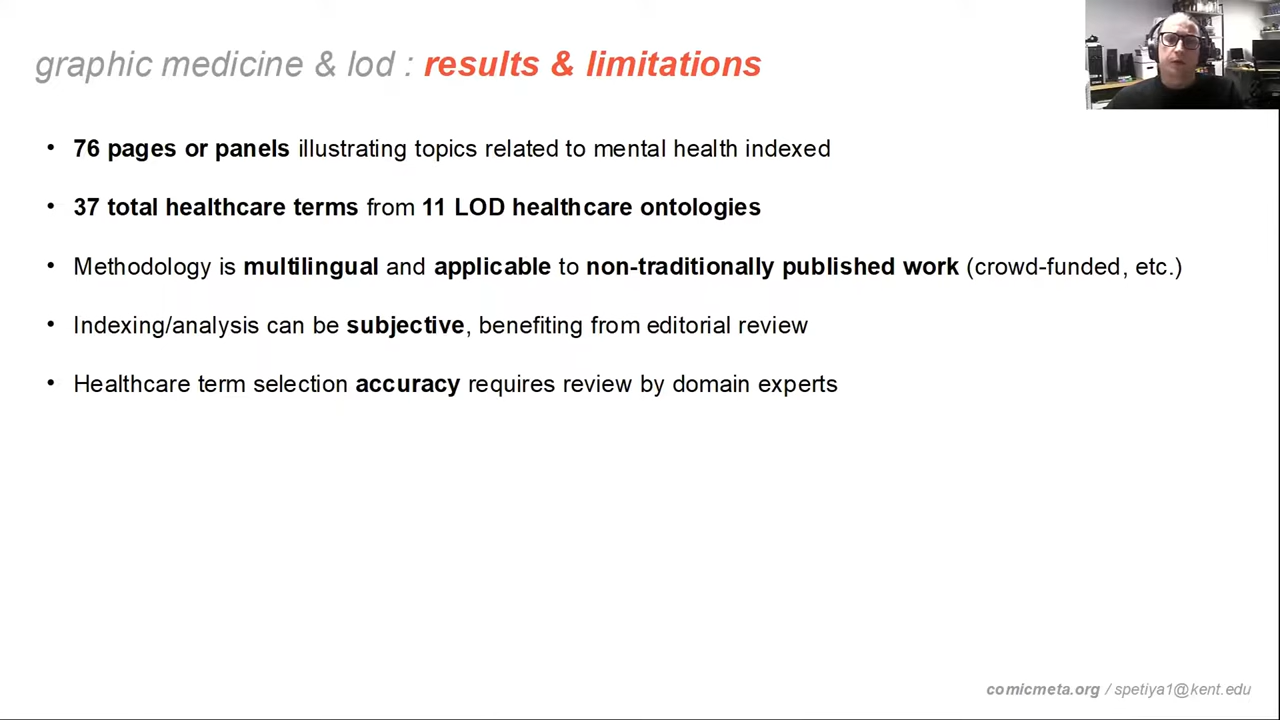 graphic medicine & lod : results & limitations
• 76 pages or panels illustrating topics related to mental health indexed
• 37 total healthcare terms from 11 LOD healthcare ontologies
• Methodology is multilingual and applicable to non-traditionally published work (crowd-funded, etc.)
• Indexing/analysis can be subjective, benefiting from editorial review
• Healthcare term selection accuracy requires review by domain experts
comicmeta.org / spetiya1@kent.edu